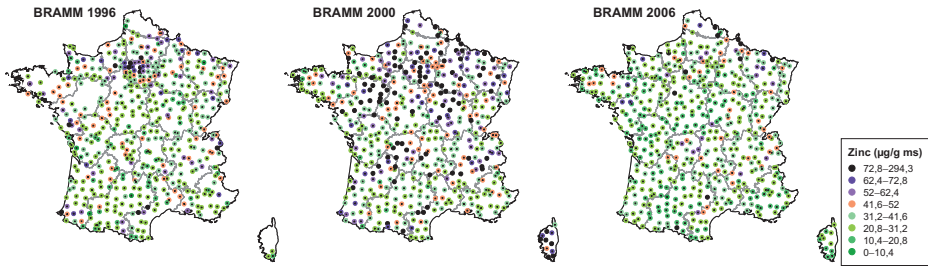 BRAMM 1996
BRAMM 2000
BRAMM 2006
Zinc (µg/g ms)
72,8–294,3
62,4–72,8
52–62,4
41,6–52
31,2–41,6
20,8–31,2
10,4–20,8
0–10,4